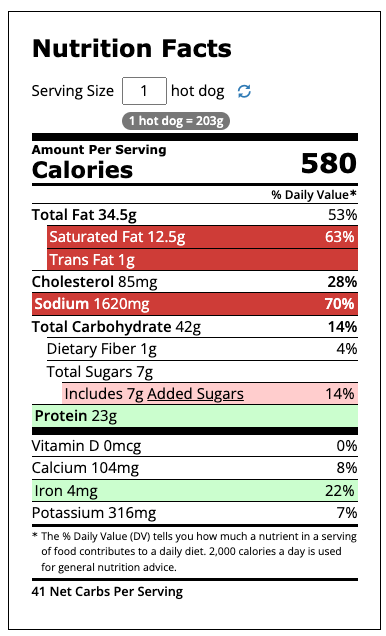 Nutrition Facts
Serving Size 1 hot dog
1 hot dog = 203g
Amount Per Serving
Calories 580
% Daily Value*
Total Fat 34.5g 53%
Saturated Fat 12.5g 63%
Trans Fat 1g
Cholesterol 85mg 28%
Sodium 1620mg 70%
Total Carbohydrate 42g 14%
Dietary Fiber 1g 4%
Total Sugars 7g
Includes 7g Added Sugars 14%
Protein 23g
Vitamin D 0mcg 0%
Calcium 104mg 8%
Iron 4mg 22%
Potassium 316mg 7%
* The % Daily Value (DV) tells you how much a nutrient in a serving
of food contributes to a daily diet. 2,000 calories a day is used
for general nutrition advice.
41 Net Carbs Per Serving